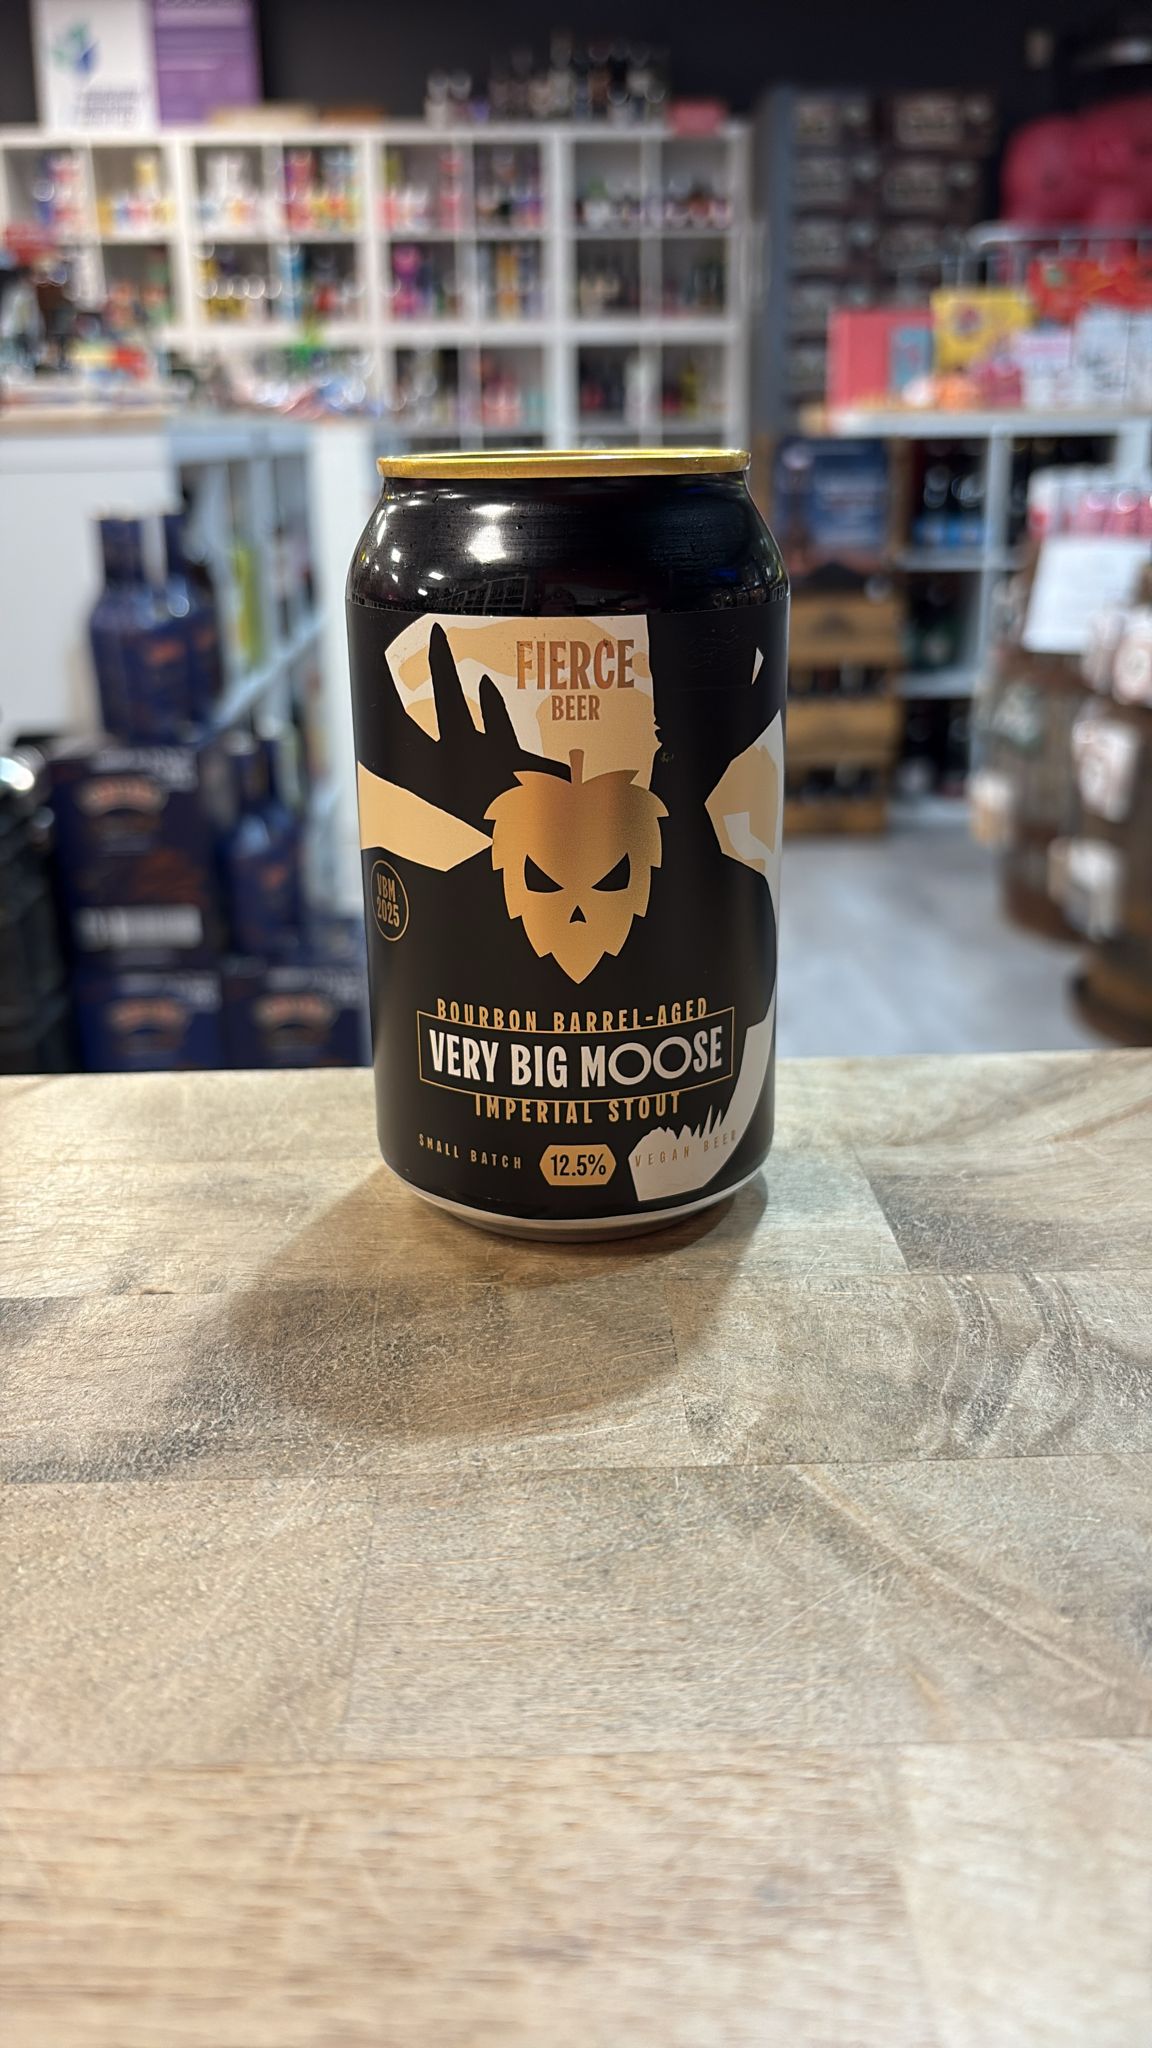 FIERCE
BEER
VBM
2025
BOURBON BARREL-AGED
VERY BIG MOOSE
IMPERIAL STOUT
SMALL BATCH
12.5%
VEGAN BEER